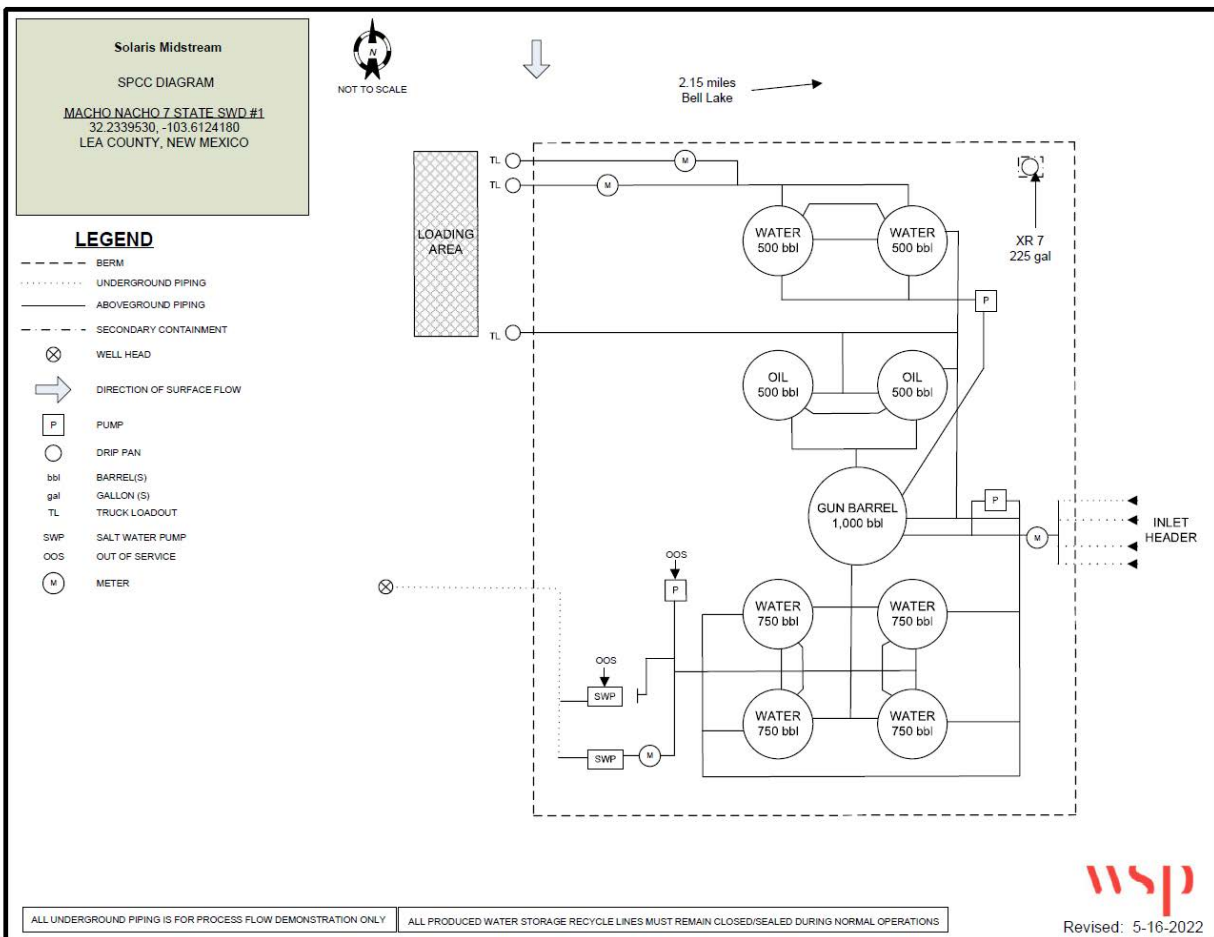 Solaris Midstream
SPCC DIAGRAM
MACHO NACHO 7 STATE SWD #1
32.2339530, -103.6124180
LEA COUNTY, NEW MEXICO
N
NOT TO SCALE
2.15 miles
Bell Lake
LEGEND
BERM
UNDERGROUND PIPING
ABOVEGROUND PIPING
SECONDARY CONTAINMENT
WELL HEAD
DIRECTION OF SURFACE FLOW
P PUMP
DRIP PAN
bbl BARREL(S)
gal GALLON (S)
TL TRUCK LOADOUT
SWP SALT WATER PUMP
OOS OUT OF SERVICE
M METER
LOADING
AREA
TL
M
TL
M
TL
WATER
500 bbl
WATER
500 bbl
XR 7
225 gal
P
OIL
500 bbl
OIL
500 bbl
GUN BARREL
1,000 bbl
P
M
INLET
HEADER
OOS
P
WATER
750 bbl
WATER
750 bbl
OOS
SWP
WATER
750 bbl
WATER
750 bbl
SWP
M
ALL UNDERGROUND PIPING IS FOR PROCESS FLOW DEMONSTRATION ONLY
ALL PRODUCED WATER STORAGE RECYCLE LINES MUST REMAIN CLOSED/SEALED DURING NORMAL OPERATIONS
wsp
Revised: 5-16-2022